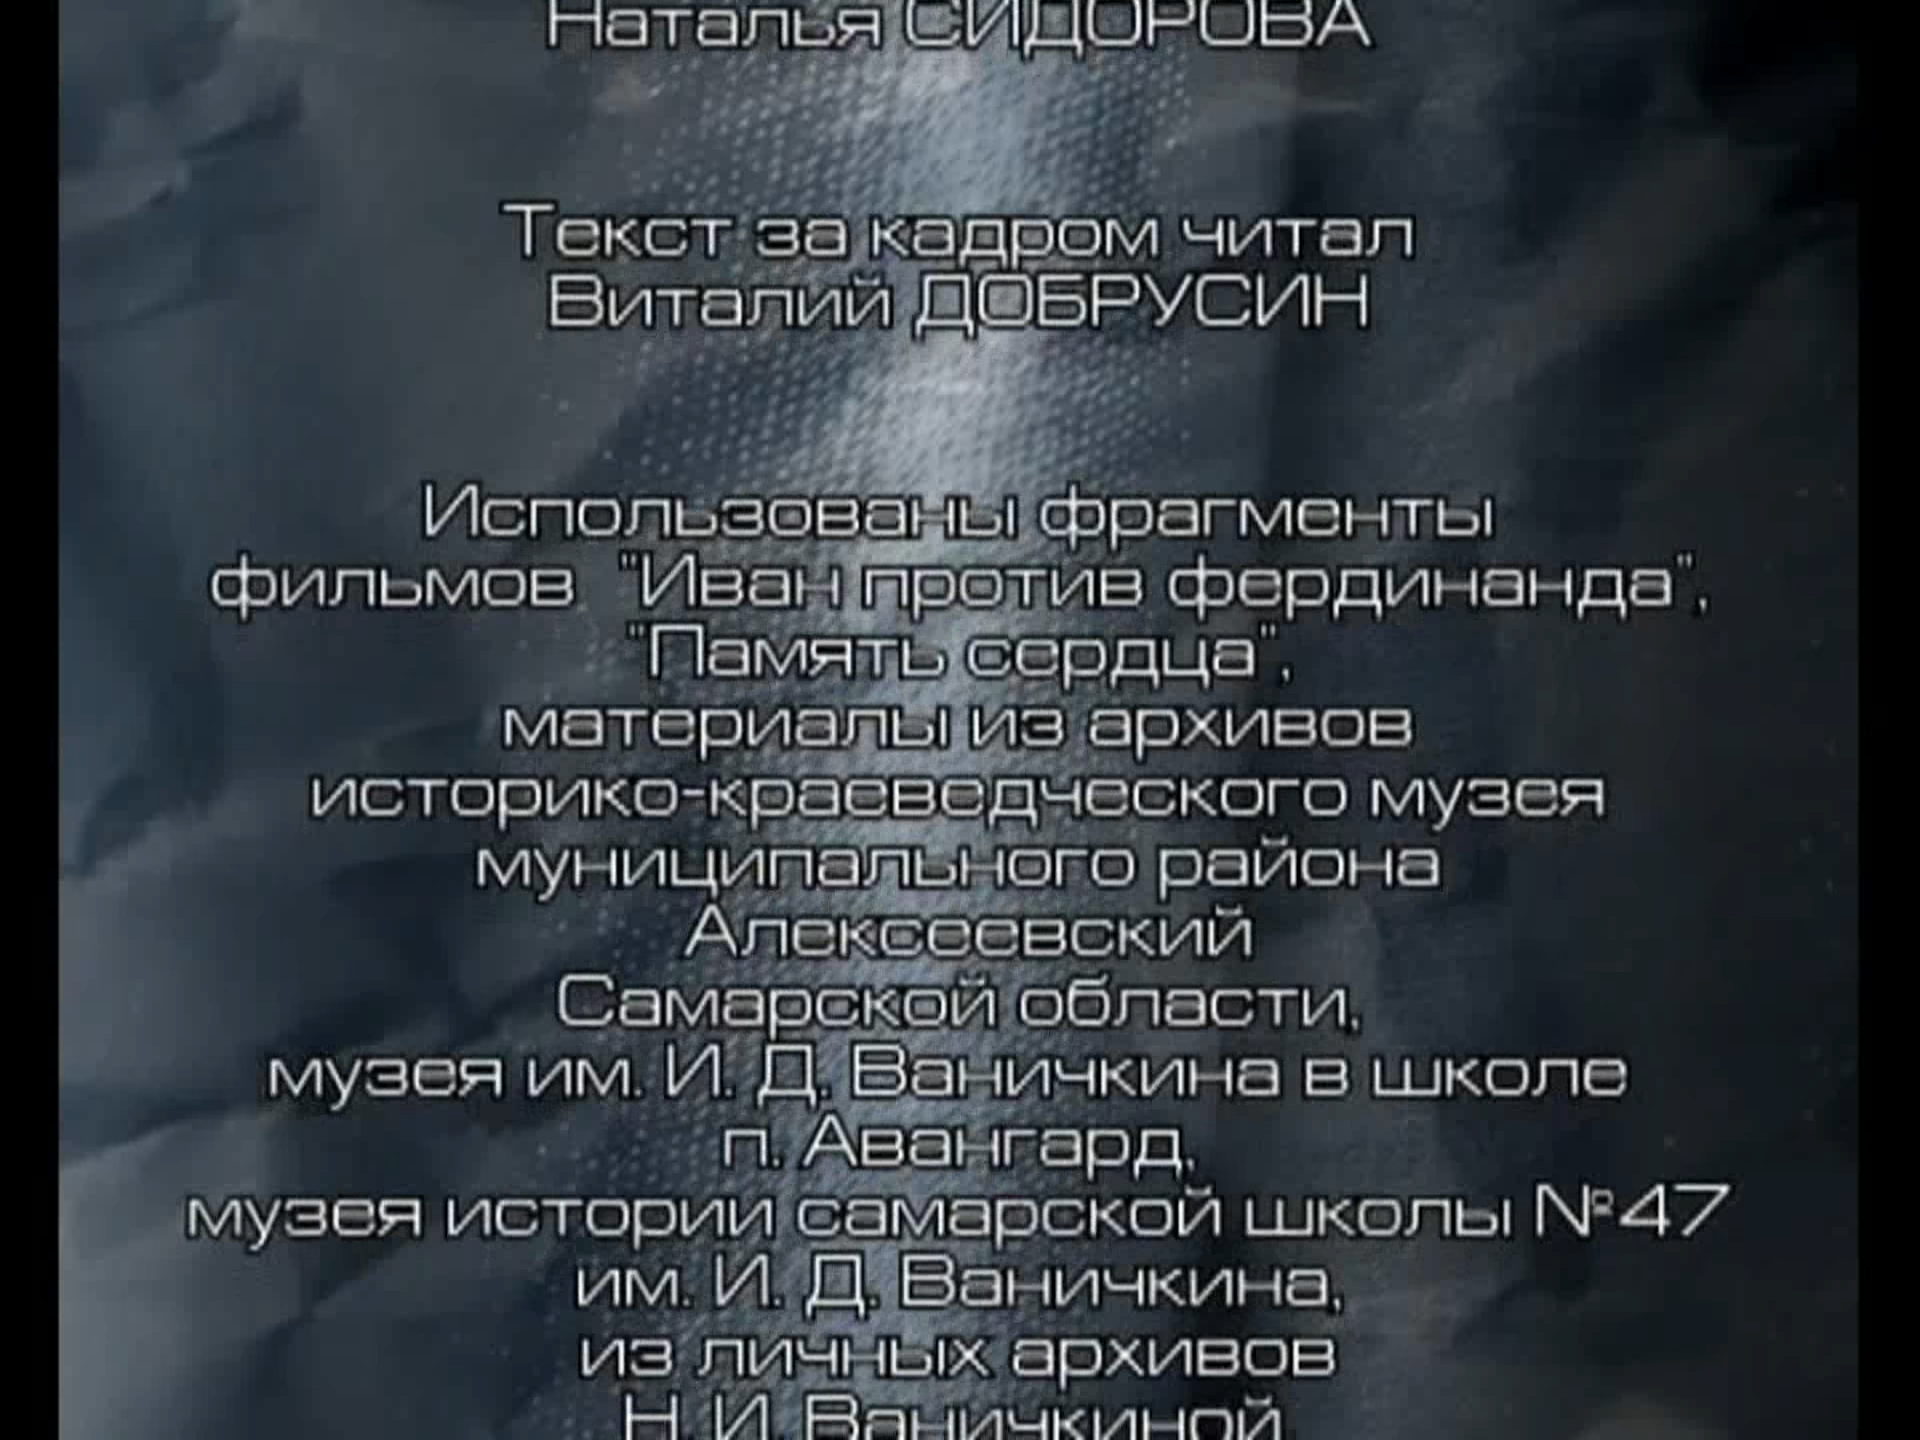 Наталья СИДОРОВА
Текст за кадром читал
Виталий ДОБРУСИН
Использованы фрагменты
фильмов "Иван против фердинанда",
"Память сердца",
материалы из архивов
историко-краеведческого музея
муниципального района
Алексеевский
Самарской области,
музея им. И. Д. Ваничкина в школе
п. Авангард,
музея истории самарской школы №47
им. И. Д. Ваничкина,
из личных архивов
Н. И. Ваничкиной